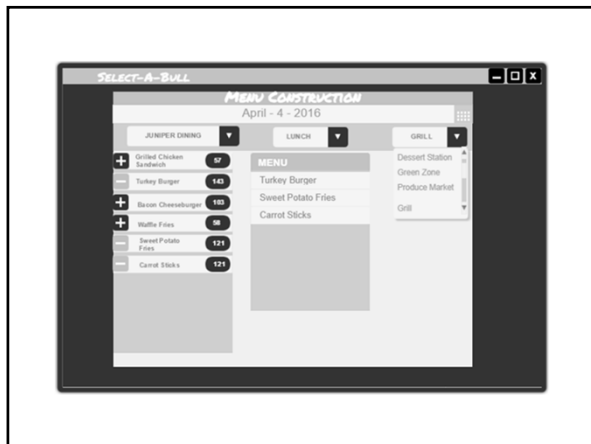 SELECT-A-BULL
X
MENU CONSTRUCTION
April - 4 - 2016
JUNIPER DINING
LUNCH
GRILL
Grilled Chicken
Sandwich
57
Turkey Burger
143
Bacon Cheeseburger
103
Waffle Fries
58
Sweet Potato
Fries
121
Carrot Sticks
121
MENU
Turkey Burger
Sweet Potato Fries
Carrot Sticks
Dessert Station
Green Zone
Produce Market
Grill